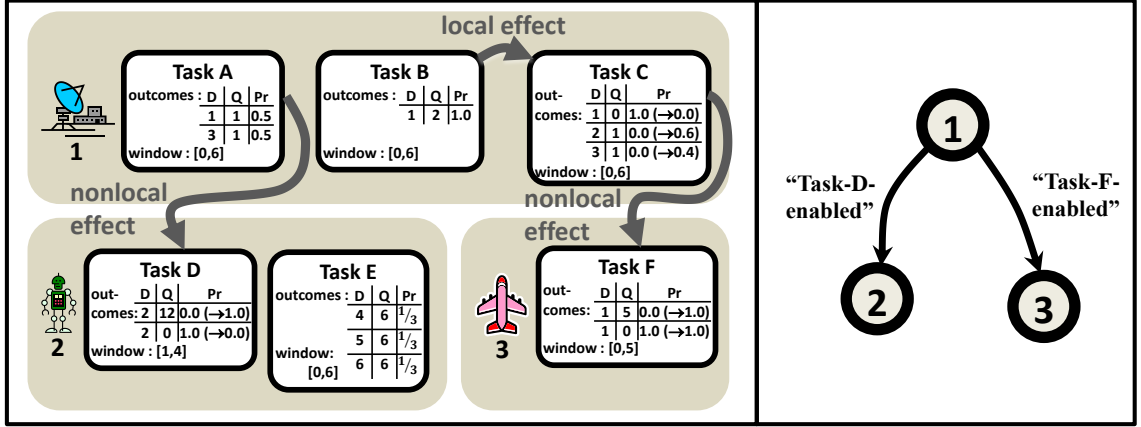 local effect
Task A
outcomes : D Q Pr
1 1 0.5
3 1 0.5
window : [0,6]
Task B
outcomes : D Q Pr
1 2 1.0
window : [0,6]
Task C
out- D Q Pr
comes: 1 0 1.0 (→0.0)
2 1 0.0 (→0.6)
3 1 0.0 (→0.4)
window : [0,6]
1
nonlocal
effect
nonlocal
effect
Task D
out- D Q Pr
comes: 2 12 0.0 (→1.0)
2 0 1.0 (→0.0)
window : [1,4]
2
Task E
outcomes : D Q Pr
4 6 1/3
5 6 1/3
window:
[0,6]
6 6 1/3
Task F
out- D Q Pr
comes: 1 5 0.0 (→1.0)
1 0 1.0 (→1.0)
window : [0,5]
3
1
“Task-D-
enabled”
“Task-F-
enabled”
2
3